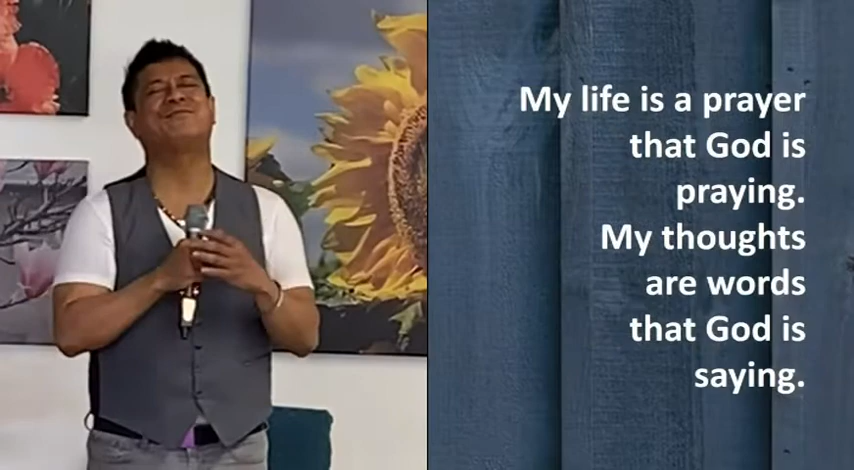 My life is a prayer
that God is
praying.
My thoughts
are words
that God is
saying.